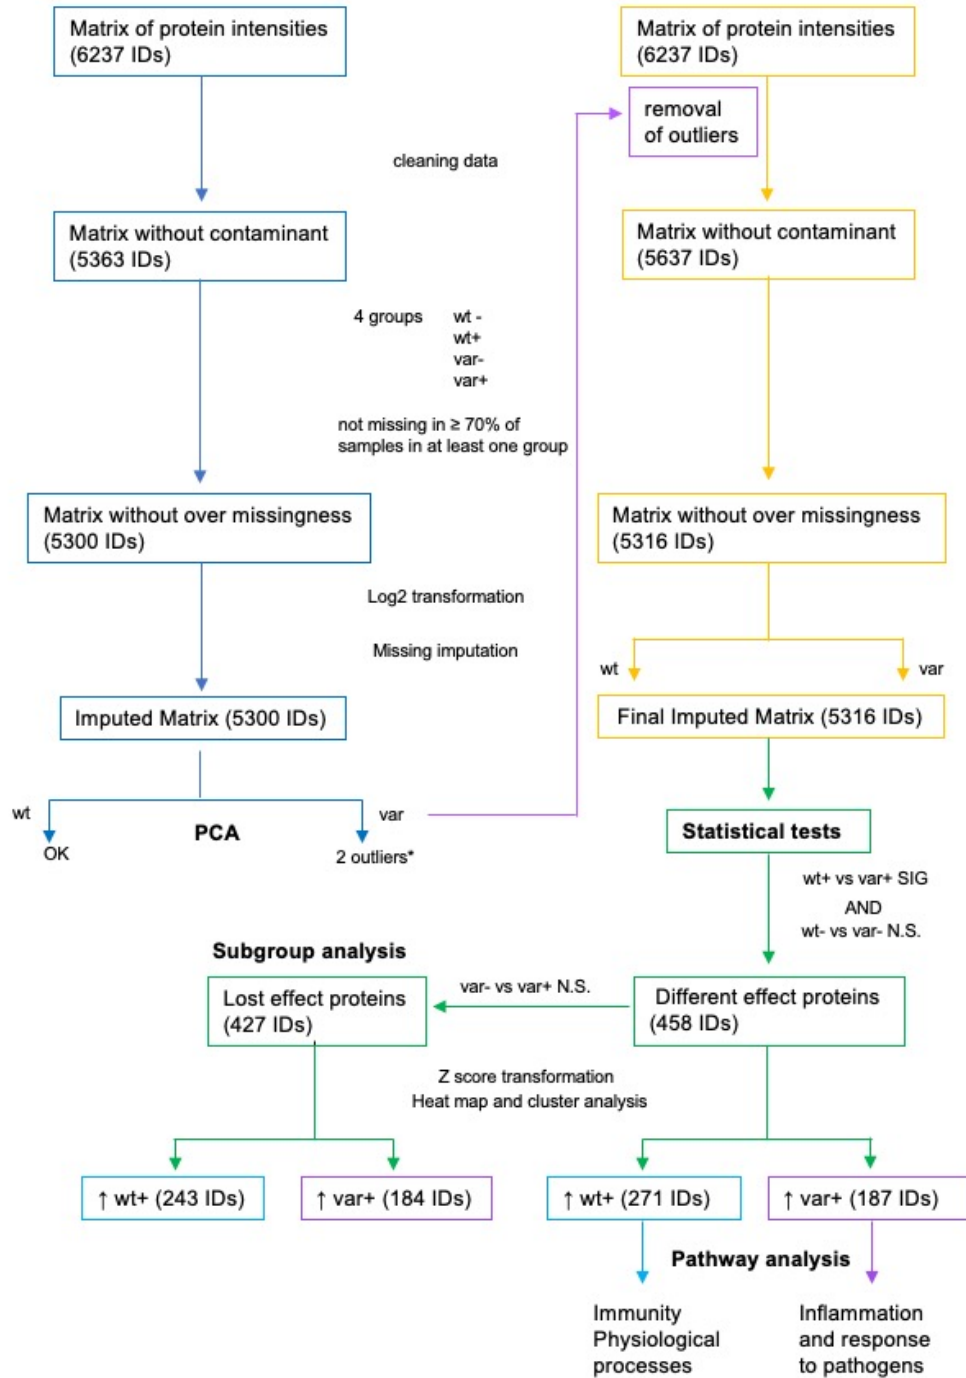 Matrix of protein intensities
(6237 IDs)
Matrix of protein intensities
(6237 IDs)
removal
of outliers
cleaning data
Matrix without contaminant
(5363 IDs)
Matrix without contaminant
(5637 IDs)
4 groups
wt -
wt+
var-
var+
not missing in ≥ 70% of
samples in at least one group
Matrix without over missingness
(5300 IDs)
Matrix without over missingness
(5316 IDs)
Log2 transformation
Missing imputation
wt
var
Imputed Matrix (5300 IDs)
Final Imputed Matrix (5316 IDs)
wt
var
PCA
OK
2 outliers*
Statistical tests
wt+ vs var+ SIG
AND
wt- vs var- N.S.
Subgroup analysis
Lost effect proteins
(427 IDs)
var- vs var+ N.S.
Different effect proteins
(458 IDs)
Z score transformation
Heat map and cluster analysis
↑ wt+ (243 IDs)
↑ var+ (184 IDs)
↑ wt+ (271 IDs)
↑ var+ (187 IDs)
Pathway analysis
Immunity
Physiological
processes
Inflammation
and response
to pathogens